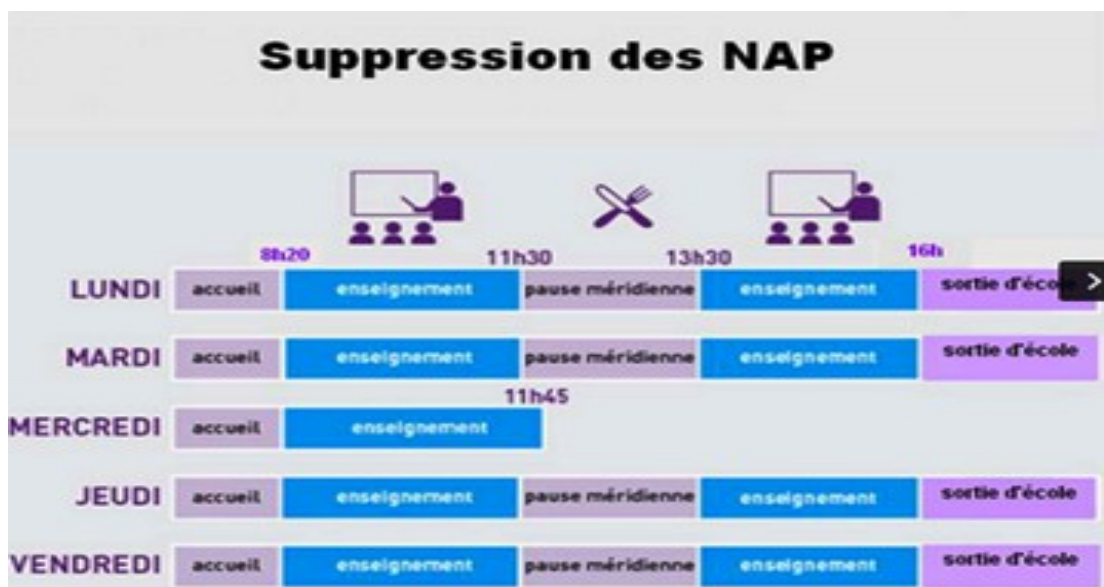 Suppression des NAP
8h20 11h30 13h30 16h
LUNDI accueil enseignement pause méridienne enseignement sortie d'éco
MARDI accueil enseignement pause méridienne enseignement sortie d'école
11h45
MERCREDI accueil enseignement
JEUDI accueil enseignement pause méridienne enseignement sortie d'école
VENDREDI accueil enseignement pause méridienne enseignement sortie d'école